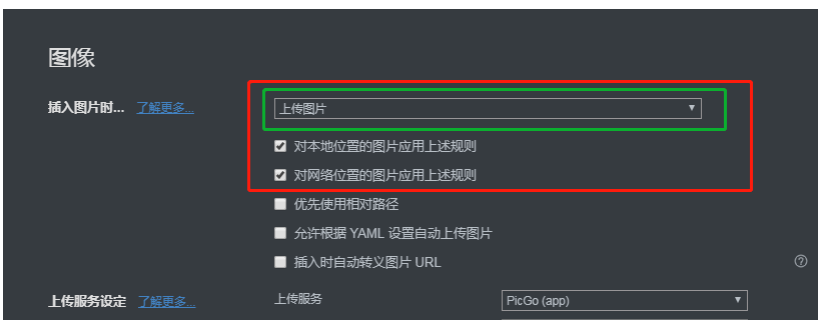 图像
插入图片时... 了解更多... 上传图片
对本地位置的图片应用上述规则
对网络位置的图片应用上述规则
优先使用相对路径
允许根据 YAML 设置自动上传图片
插入时自动转义图片 URL
上传服务设定 了解更多... 上传服务 PicGo (app)